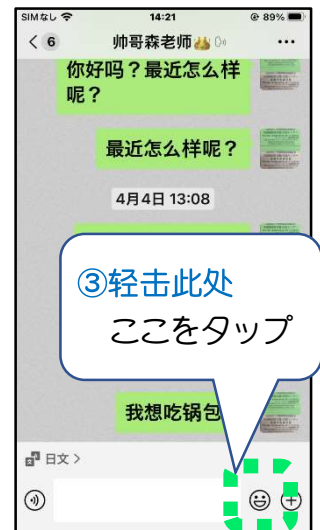 SIMなし 14:21 89%
6 帅哥森老师
你好吗？最近怎么样
呢？
最近怎么样呢？
4月4日 13:08
③轻击此处
ここをタップ
我想吃锅包
日文 >